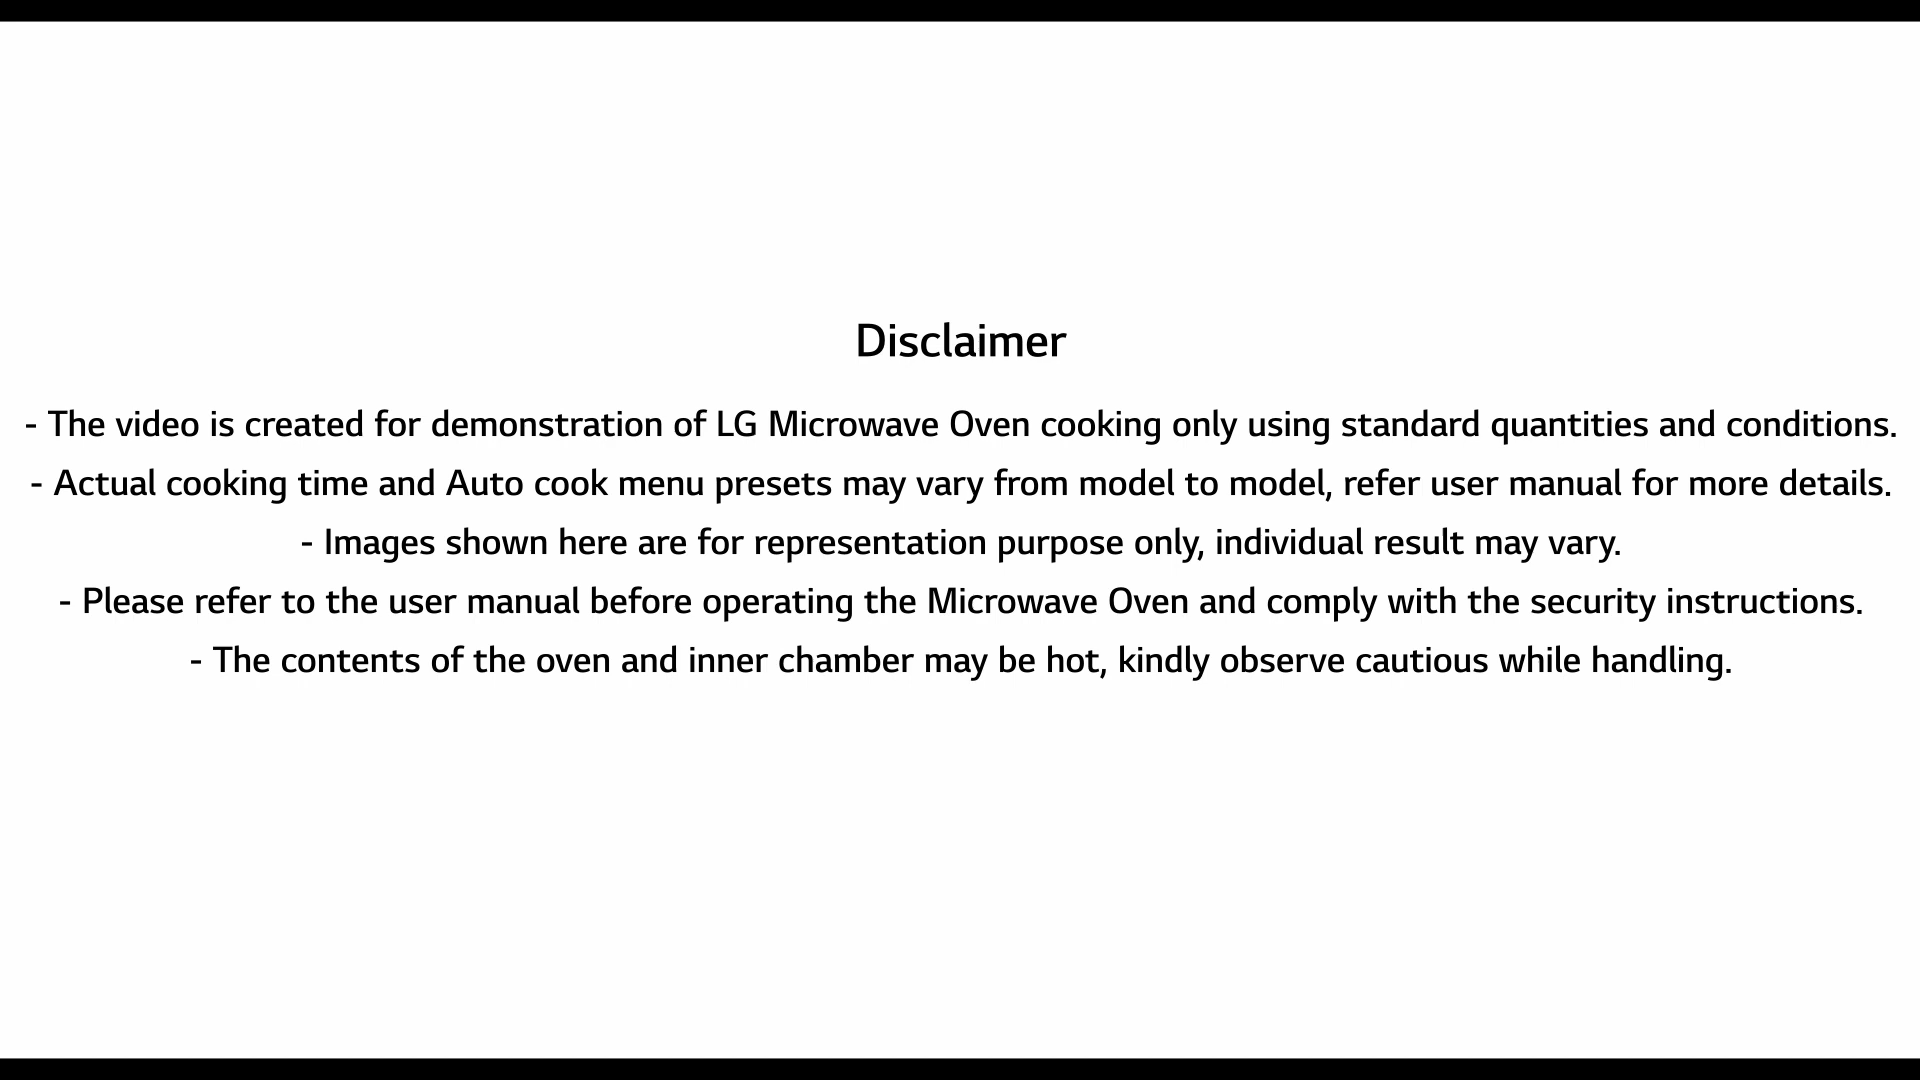 Disclaimer
- The video is created for demonstration of LG Microwave Oven cooking only using standard quantities and conditions.
- Actual cooking time and Auto cook menu presets may vary from model to model, refer user manual for more details.
- Images shown here are for representation purpose only, individual result may vary.
- Please refer to the user manual before operating the Microwave Oven and comply with the security instructions.
- The contents of the oven and inner chamber may be hot, kindly observe cautious while handling.